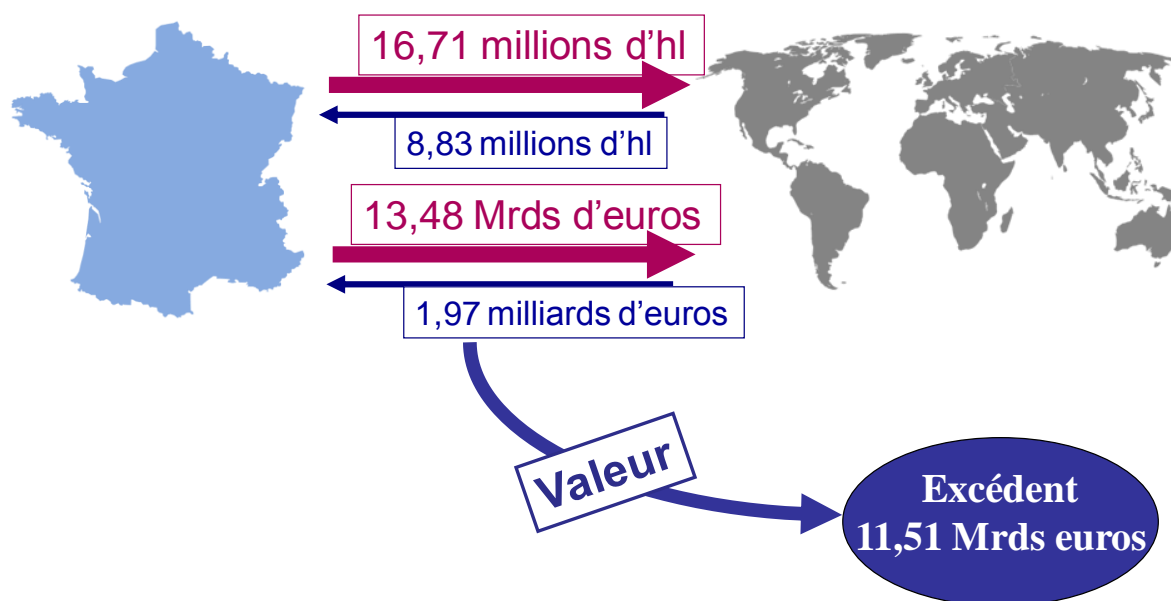 16,71 millions d'hl
8,83 millions d'hl
13,48 Mrds d'euros
1,97 milliards d'euros
Valeur
Excédent
11,51 Mrds euros